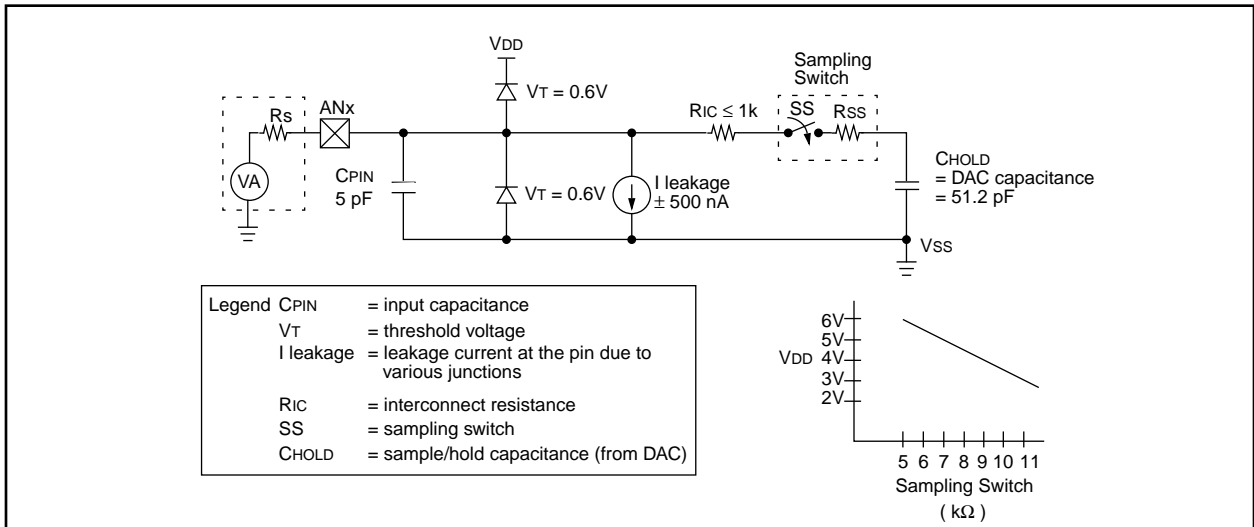 VDD
VT = 0.6V
Sampling
Switch
Rs
ANx
RIC ≤ 1k
SS
RSS
VA
CPIN
5 pF
VT = 0.6V
I leakage
± 500 nA
CHOLD
= DAC capacitance
= 51.2 pF
VSS
Legend CPIN = input capacitance
VT = threshold voltage
I leakage = leakage current at the pin due to
various junctions
RIC = interconnect resistance
SS = sampling switch
CHOLD = sample/hold capacitance (from DAC)
6V
5V
VDD 4V
3V
2V
5 6 7 8 9 10 11
Sampling Switch
( kΩ )